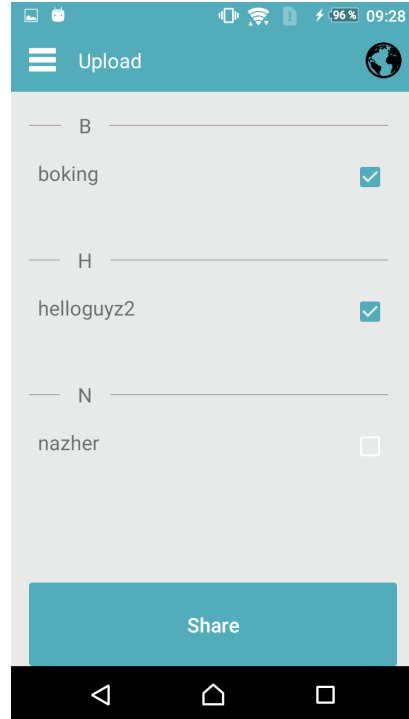 96% 09:28
Upload
B
boking
H
helloguyz2
N
nazher
Share